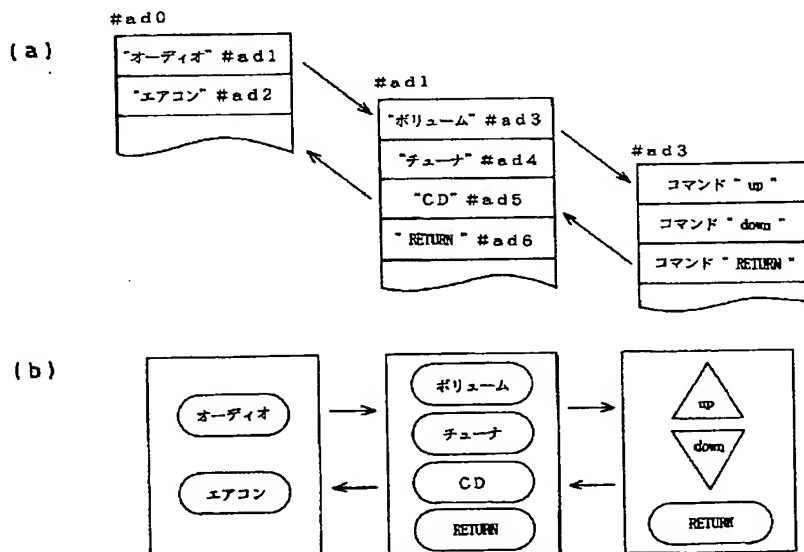 (a)
#ad0
"オーディオ" #ad1
"エアコン" #ad2
#ad1
"ボリューム" #ad3
"チューナ" #ad4
"CD" #ad5
"RETURN" #ad6
#ad3
コマンド "up"
コマンド "down"
コマンド "RETURN"
(b)
オーディオ
エアコン
ボリューム
チューナ
CD
RETURN
up
down
RETURN